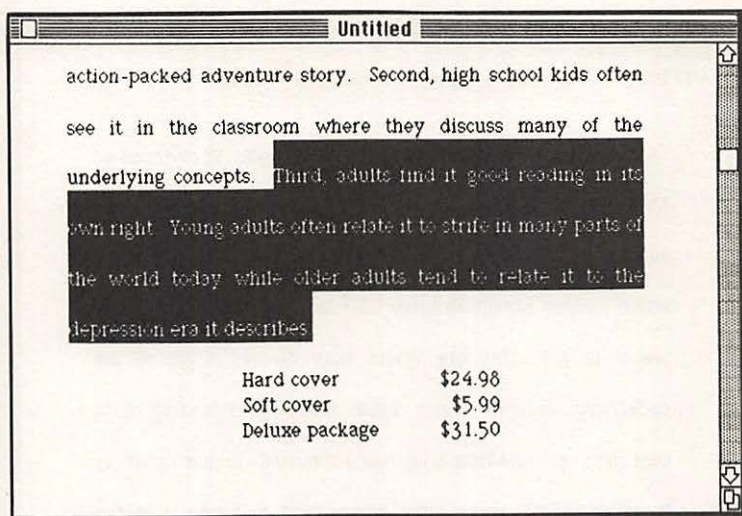 Untitled
action-packed adventure story. Second, high school kids often
see it in the classroom where they discuss many of the
underlying concepts. Third, adults find it good reading in its
own right. Young adults often relate it to strife in many parts of
the world today while older adults tend to relate it to the
depression era it describes.
Hard cover $24.98
Soft cover $5.99
Deluxe package $31.50